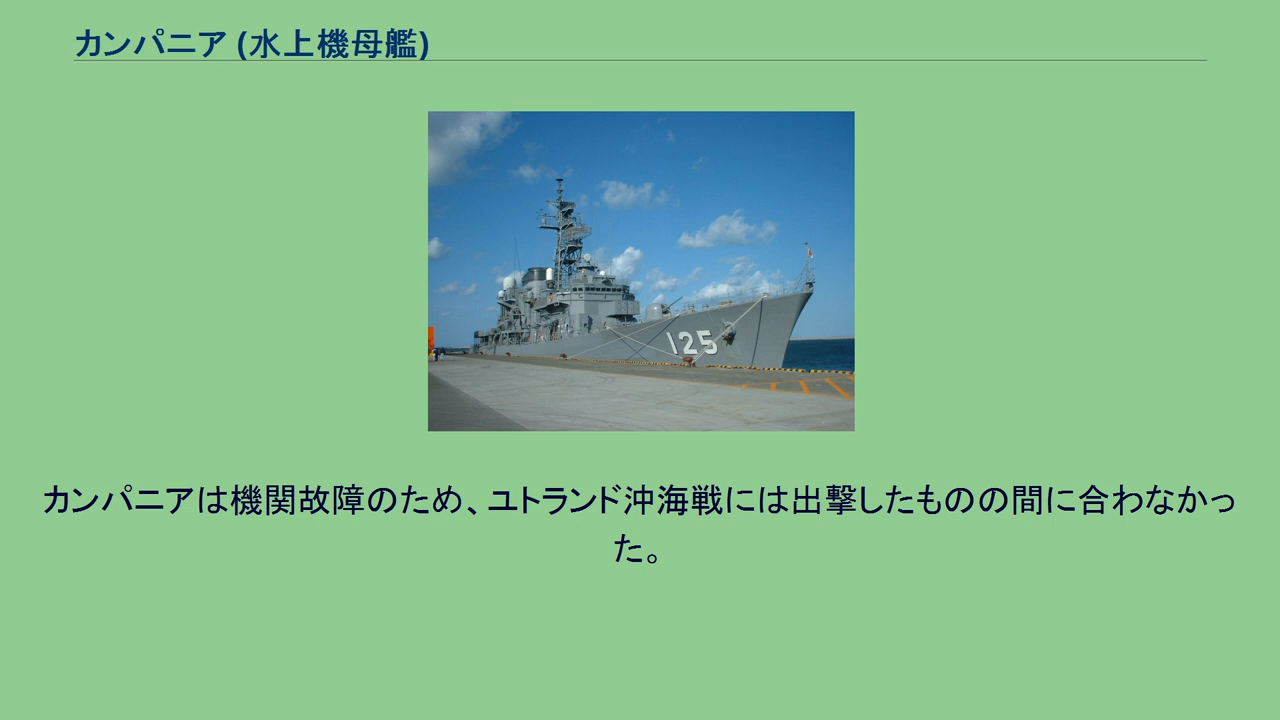 カンパニア (水上機母艦)
125
カンパニアは機関故障のため、ユトランド沖海戦には出撃したものの間に合わなかっ
た。